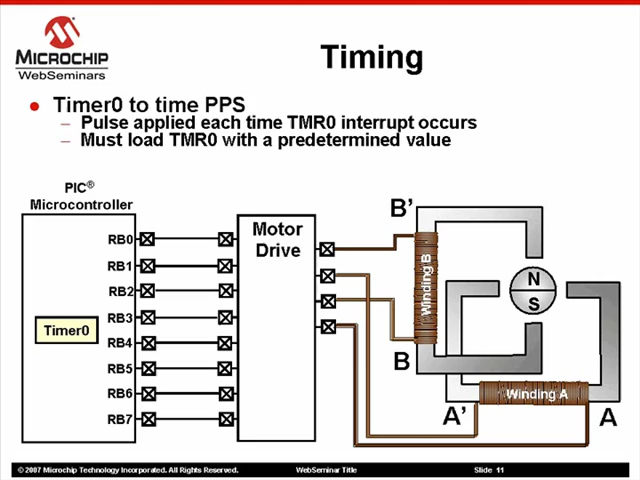 MICROCHIP
WebSeminars
Timing
Timer0 to time PPS
– Pulse applied each time TMR0 interrupt occurs
– Must load TMR0 with a predetermined value
PIC®
Microcontroller
RB0
RB1
RB2
RB3
RB4
RB5
RB6
RB7
Timer0
Motor
Drive
B'
Winding B
B
N
S
A'
Winding A
A
© 2007 Microchip Technology Incorporated. All Rights Reserved.
WebSeminar Title
Slide 11